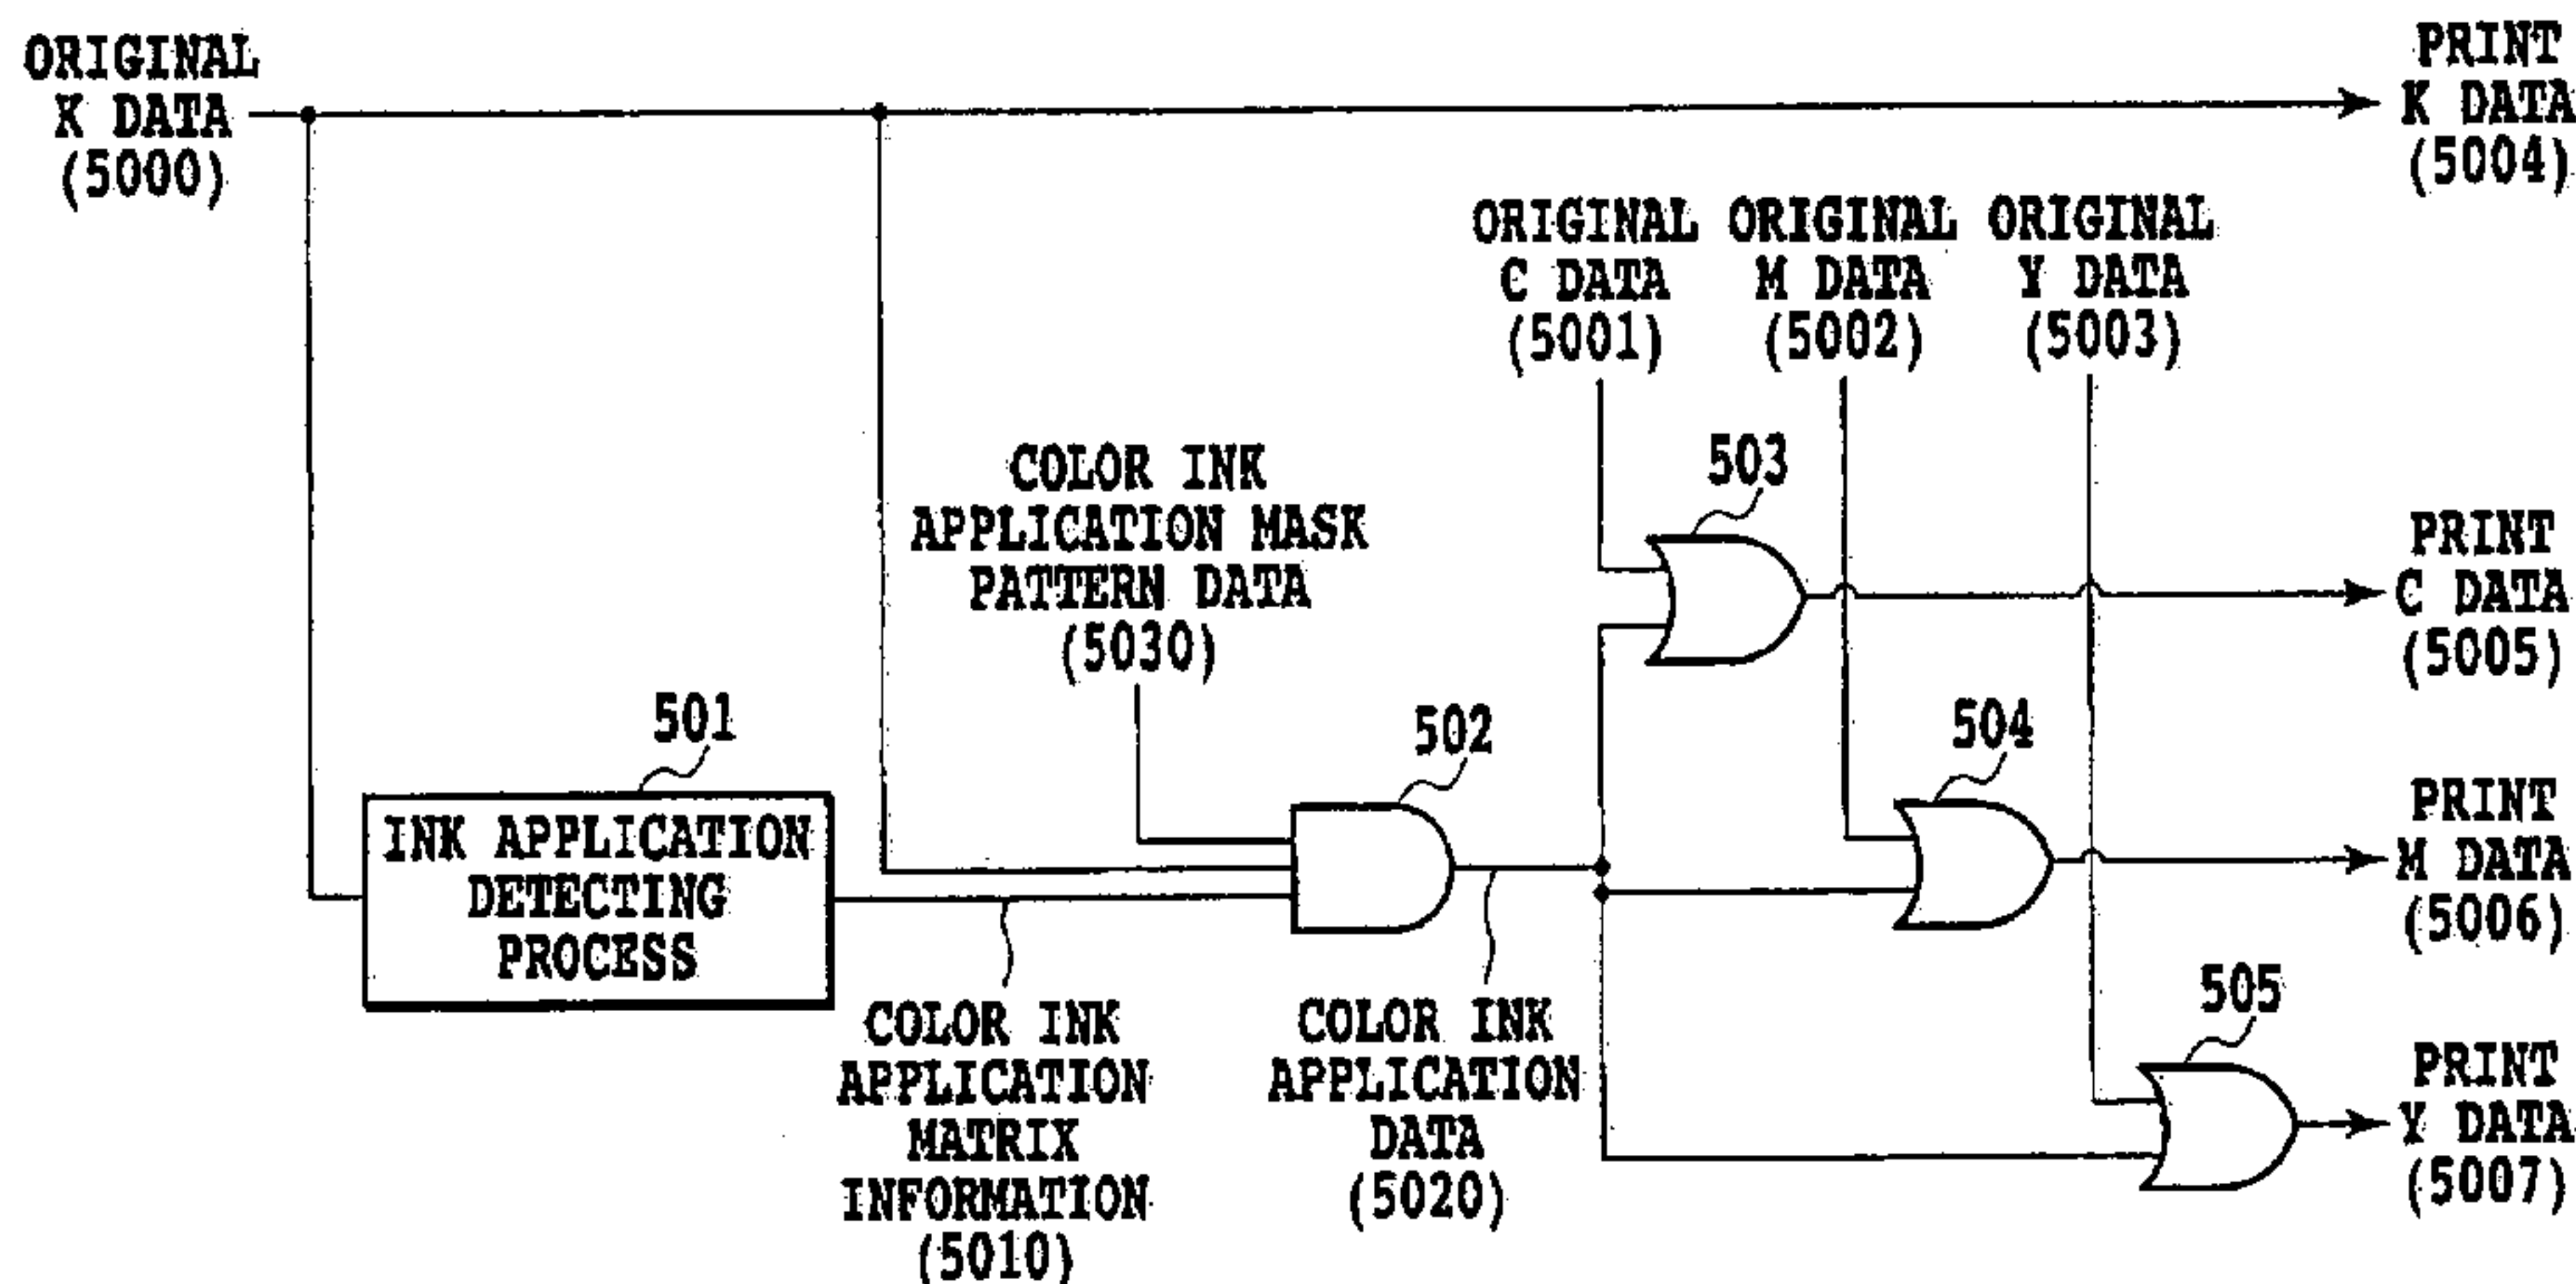 ORIGINAL
K DATA
(5000)
PRINT
K DATA
(5004)
ORIGINAL
C DATA
(5001)
ORIGINAL
M DATA
(5002)
ORIGINAL
Y DATA
(5003)
COLOR INK
APPLICATION MASK
PATTERN DATA
(5030)
503
PRINT
C DATA
(5005)
501
INK APPLICATION
DETECTING
PROCESS
502
504
PRINT
M DATA
(5006)
COLOR INK
APPLICATION
MATRIX
INFORMATION
(5010)
COLOR INK
APPLICATION
DATA
(5020)
505
PRINT
Y DATA
(5007)